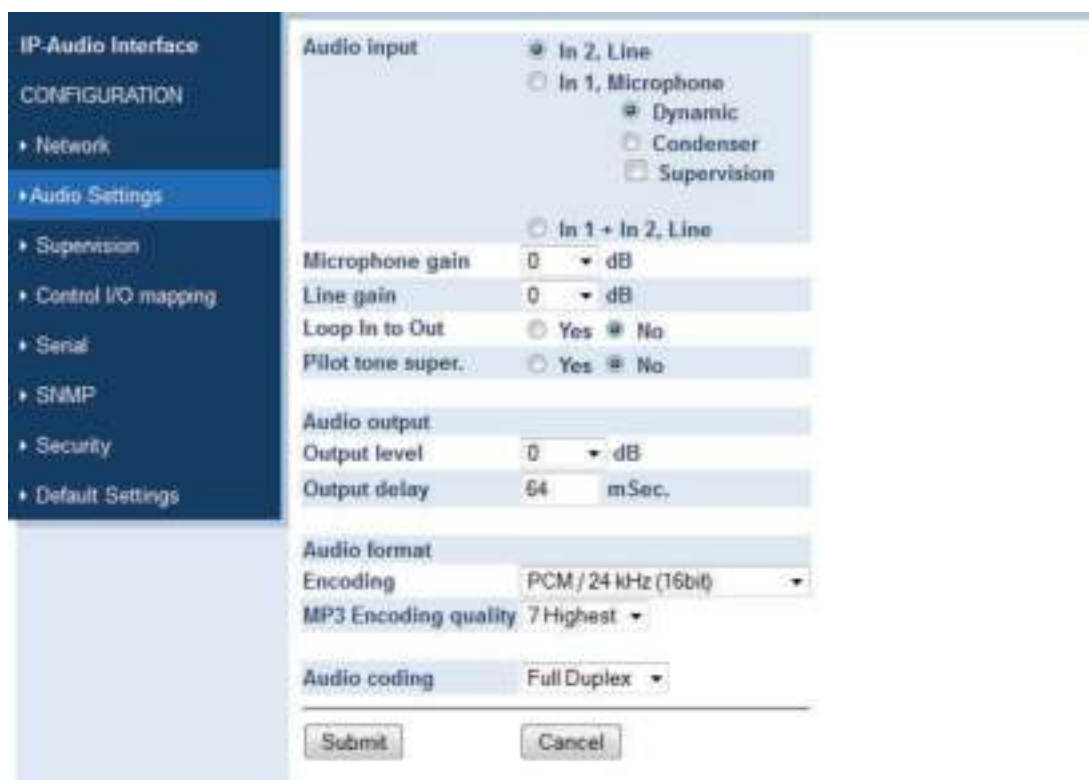 IP-Audio Interface
CONFIGURATION
Network
Audio Settings
Supervision
Control I/O mapping
Serial
SNMP
Security
Default Settings
Audio input
In 2, Line
In 1, Microphone
Dynamic
Condenser
Supervision
In 1 + In 2, Line
Microphone gain 0 dB
Line gain 0 dB
Loop In to Out Yes No
Pilot tone super. Yes No
Audio output
Output level 0 dB
Output delay 64 mSec.
Audio format
Encoding PCM / 24 kHz (16bit)
MP3 Encoding quality 7 Highest
Audio coding Full Duplex
Submit Cancel